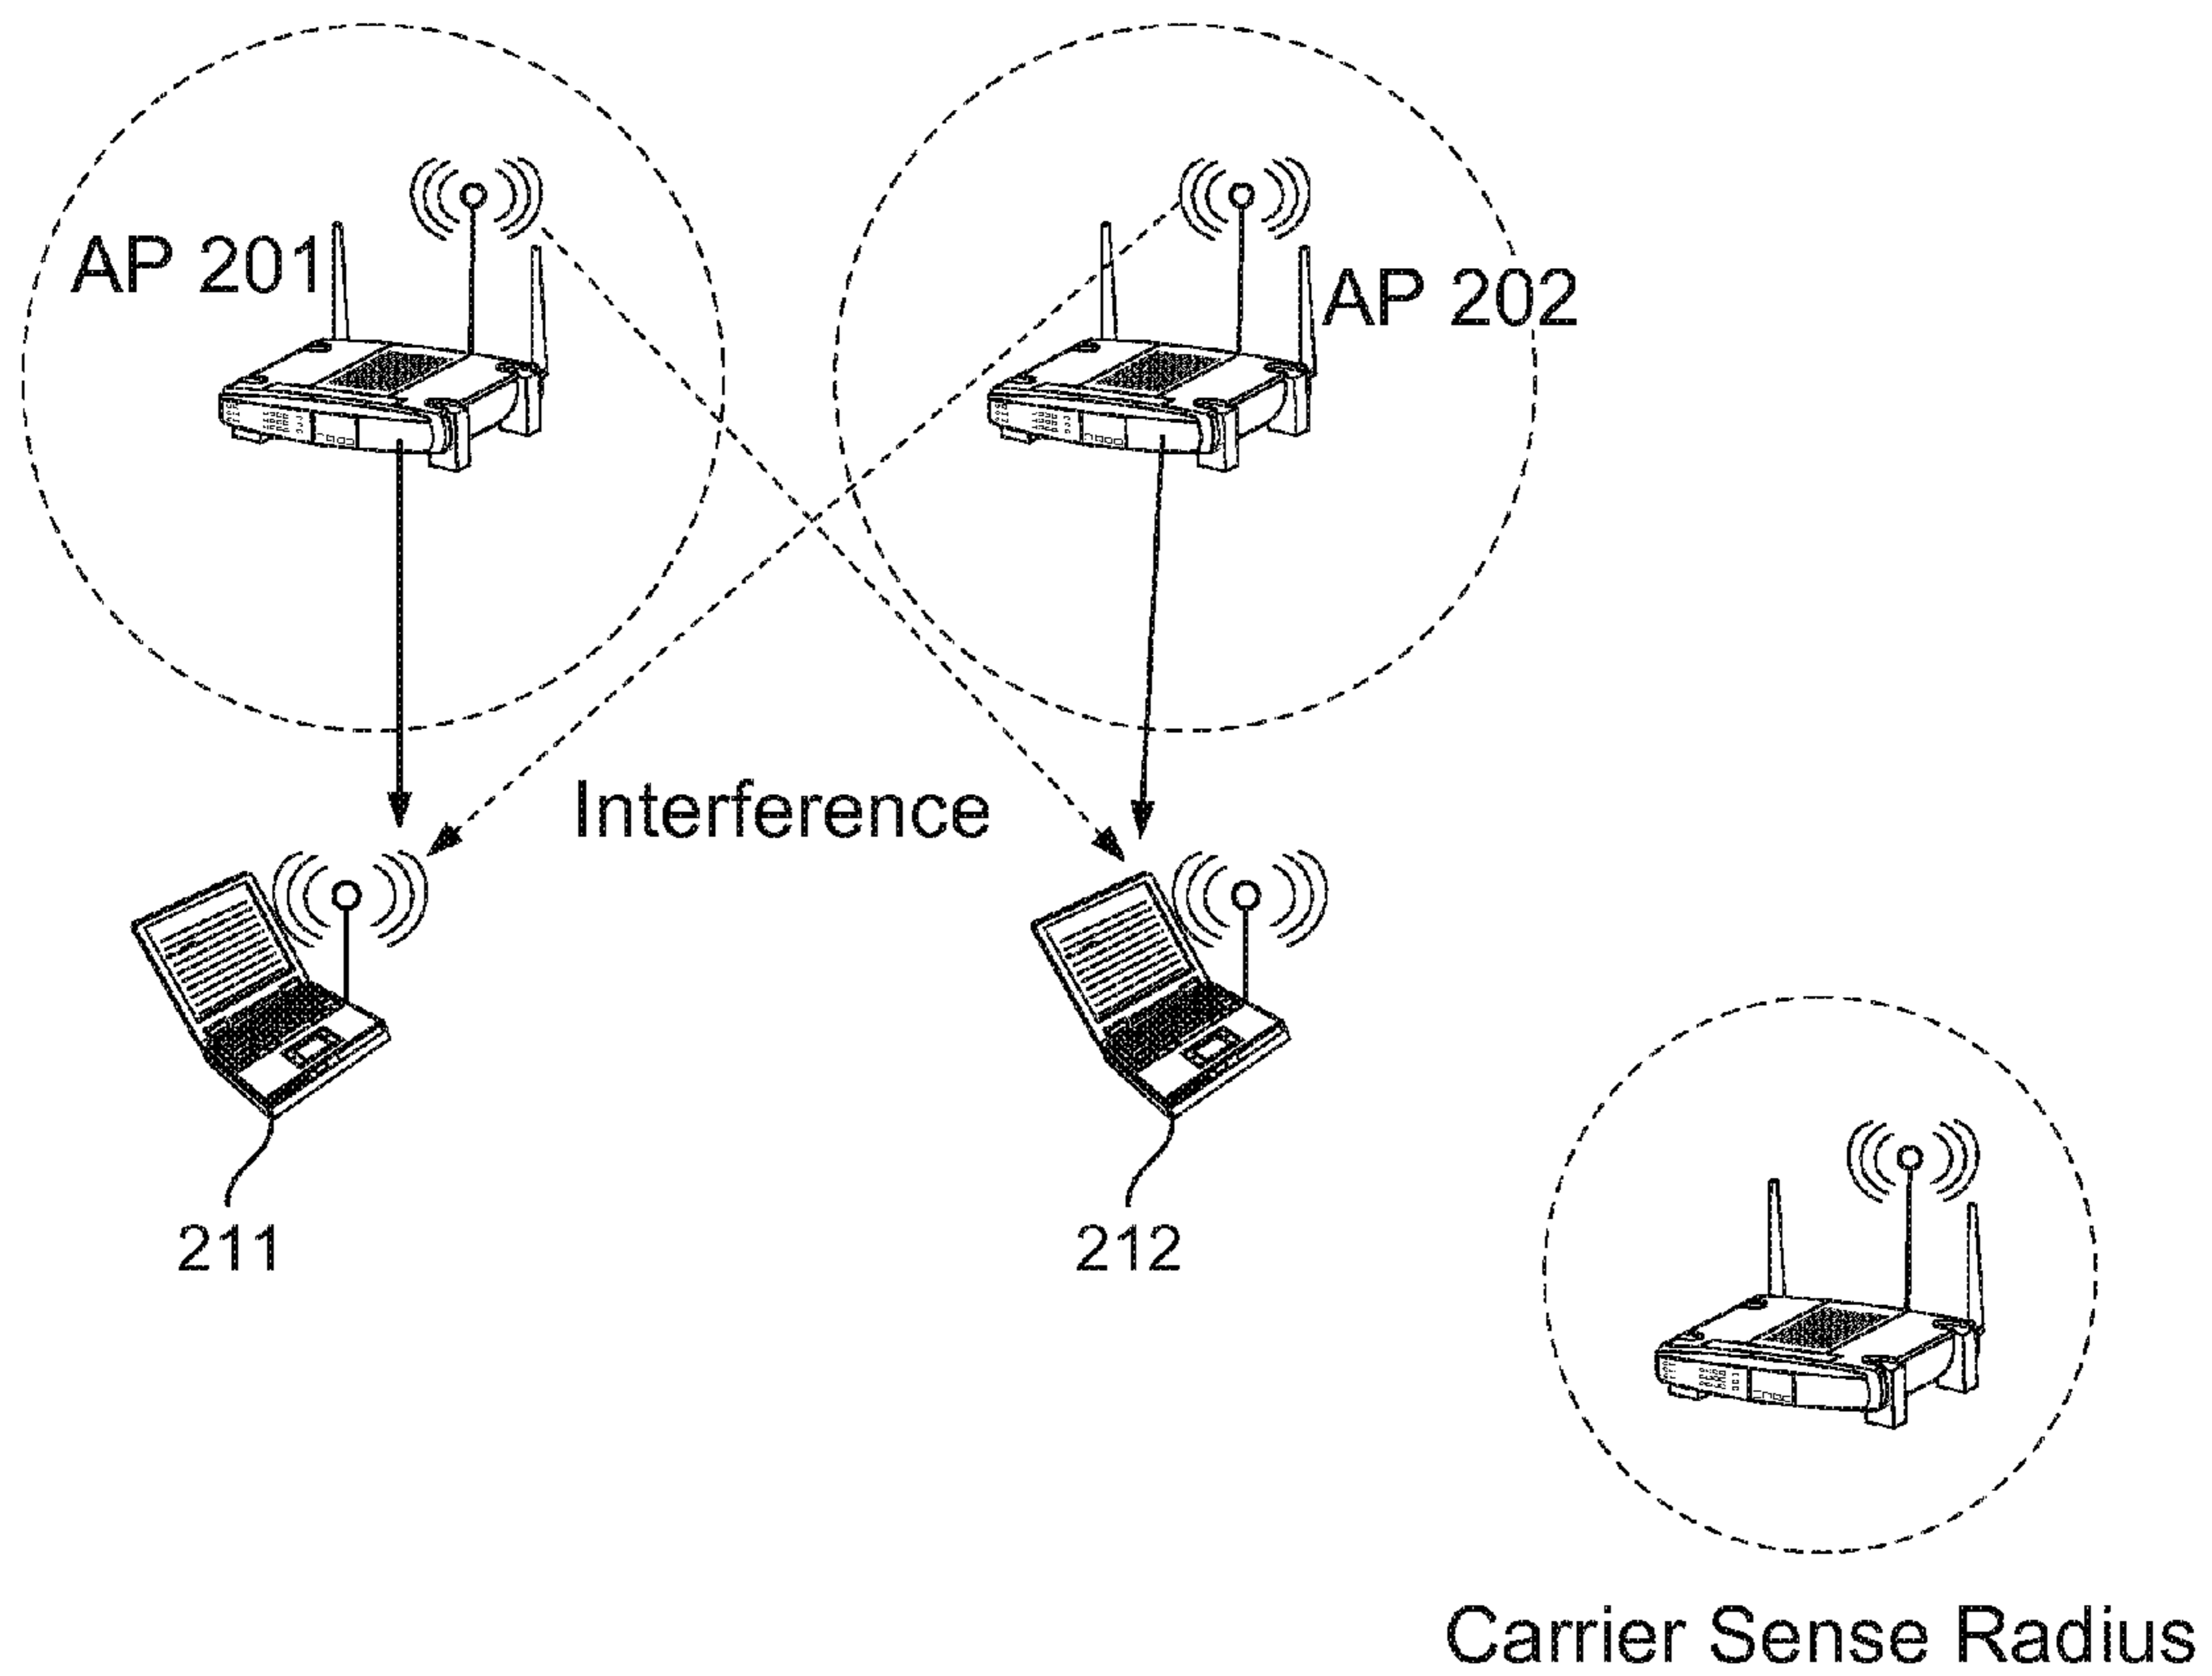 AP 201
AP 202
Interference
211
212
Carrier Sense Radius